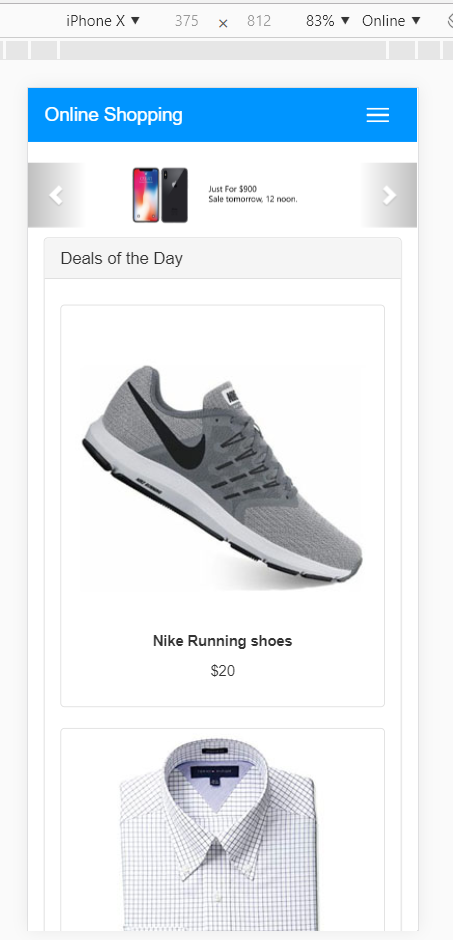 iPhone X ▼ 375 × 812 83% ▼ Online ▼
Online Shopping
Just For $900
Sale tomorrow, 12 noon.
Deals of the Day
Nike Running shoes
$20